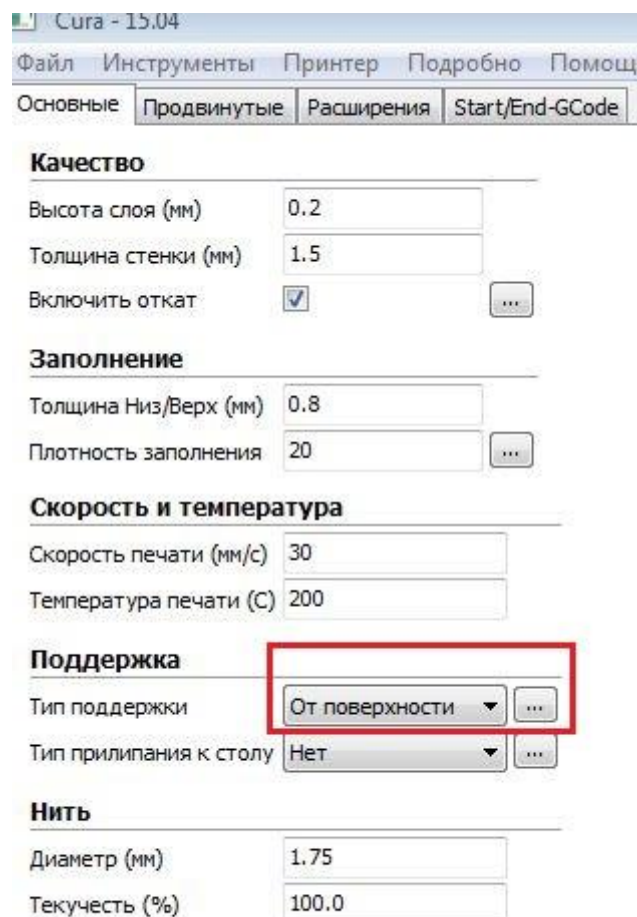 Cura - 15.04
Файл Инструменты Принтер Подробно Помощ
Основные Продвинутые Расширения Start/End-GCode
Качество
Высота слоя (мм) 0.2
Толщина стенки (мм) 1.5
Включить откат ...
Заполнение
Толщина Низ/Верх (мм) 0.8
Плотность заполнения 20 ...
Скорость и температура
Скорость печати (мм/с) 30
Температура печати (C) 200
Поддержка
Тип поддержки От поверхности ...
Тип прилипания к столу Нет ...
Нить
Диаметр (мм) 1.75
Текучесть (%) 100.0